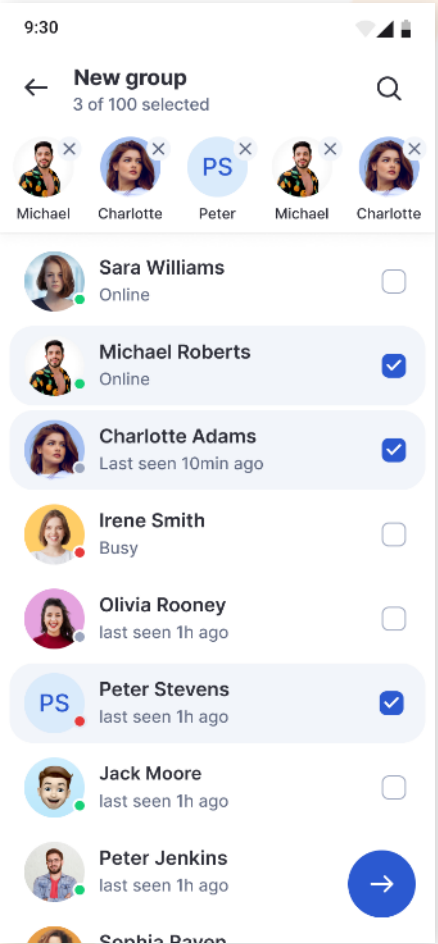 9:30
New group
3 of 100 selected
PS
Michael
Charlotte
Peter
Michael
Charlotte
Sara Williams
Online
Michael Roberts
Online
Charlotte Adams
Last seen 10min ago
Irene Smith
Busy
Olivia Rooney
last seen 1h ago
PS
Peter Stevens
last seen 1h ago
Jack Moore
last seen 1h ago
Peter Jenkins
last seen 1h ago
Sophia Raven